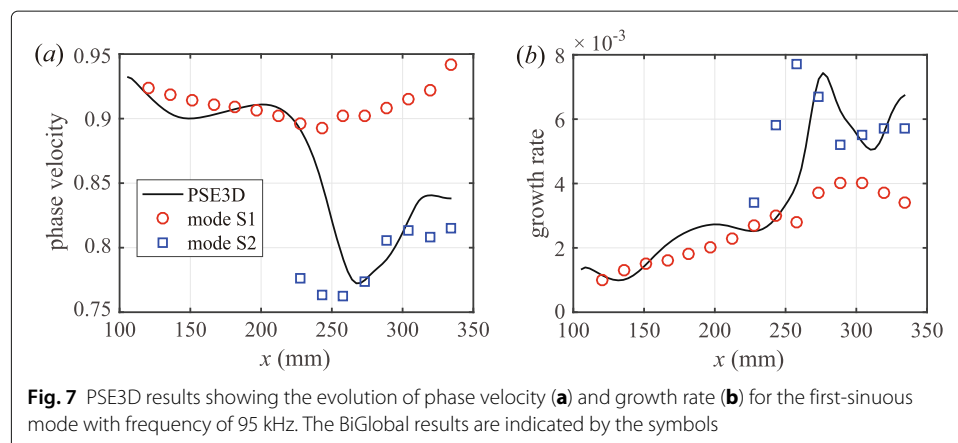 (a)
0.95
0.9
0.85
0.8
0.75
phase velocity
PSE3D
mode S1
mode S2
100 150 200 250 300 350
x (mm)
(b)
× 10⁻³
8
6
4
2
0
growth rate
100 150 200 250 300 350
x (mm)
Fig. 7 PSE3D results showing the evolution of phase velocity (a) and growth rate (b) for the first-sinuous
mode with frequency of 95 kHz. The BiGlobal results are indicated by the symbols